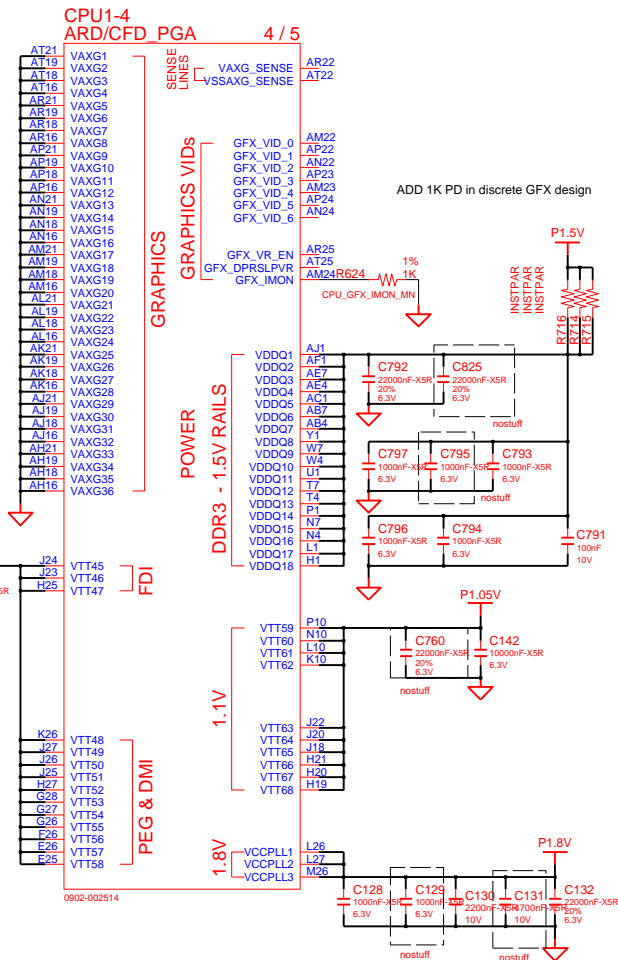 CPU1-4
ARD/CFD_PGA 4 / 5
AT21 VAXG1
AT19 VAXG2
AT18 VAXG3
AT16 VAXG4
AR21 VAXG5
AR19 VAXG6
AR18 VAXG7
AR16 VAXG8
AP21 VAXG9
AP19 VAXG10
AP18 VAXG11
AP16 VAXG12
AN21 VAXG13
AN19 VAXG14
AN18 VAXG15
AN16 VAXG16
AM21 VAXG17
AM19 VAXG18
AM18 VAXG19
AM16 VAXG20
AL21 VAXG21
AL19 VAXG22
AL18 VAXG23
AL16 VAXG24
AK21 VAXG25
AK19 VAXG26
AK18 VAXG27
AK16 VAXG28
AJ21 VAXG29
AJ19 VAXG30
AJ18 VAXG31
AJ16 VAXG32
AH21 VAXG33
AH19 VAXG34
AH18 VAXG35
AH16 VAXG36
GRAPHICS
J24 VTT45
J23 VTT46
H25 VTT47
FDI
K26 VTT48
J27 VTT49
J26 VTT50
J25 VTT51
H27 VTT52
G28 VTT53
G27 VTT54
G26 VTT55
F26 VTT56
E26 VTT57
E25 VTT58
PEG & DMI
0902-002514
SENSE
LINES
VAXG_SENSE AR22
VSSAXG_SENSE AT22
GRAPHICS VIDs
GFX_VID_0 AM22
GFX_VID_1 AP22
GFX_VID_2 AN22
GFX_VID_3 AP23
GFX_VID_4 AM23
GFX_VID_5 AP24
GFX_VID_6 AN24
GFX_VR_EN AR25
GFX_DPRSLPVR AT25
GFX_IMON AM24
R624
1%
1K
CPU_GFX_IMON_MN
ADD 1K PD in discrete GFX design
P1.5V
INSTPAR
INSTPAR
INSTPAR
R716
R714
R715
POWER
DDR3 - 1.5V RAILS
VDDQ1 AJ1
VDDQ2 AF1
VDDQ3 AE7
VDDQ4 AE4
VDDQ5 AC1
VDDQ6 AB7
VDDQ7 AB4
VDDQ8 Y1
VDDQ9 W7
VDDQ10 W4
VDDQ11 U1
VDDQ12 T7
VDDQ13 T4
VDDQ14 P1
VDDQ15 N7
VDDQ16 N4
VDDQ17 L1
VDDQ18 H1
C792
22000nF-X5R
20%
6.3V
C825
22000nF-X5R
20%
6.3V
nostuff
C797
1000nF-X5R
6.3V
C795
1000nF-X5R
6.3V
nostuff
C793
1000nF-X5R
6.3V
C796
1000nF-X5R
6.3V
C794
1000nF-X5R
6.3V
C791
100nF
10V
1.1V
VTT59 P10
VTT60 N10
VTT61 L10
VTT62 K10
VTT63 J22
VTT64 J20
VTT65 J18
VTT66 H21
VTT67 H20
VTT68 H19
P1.05V
C760
22000nF-X5R
20%
6.3V
nostuff
C142
10000nF-X5R
6.3V
1.8V
VCCPLL1 L26
VCCPLL2 L27
VCCPLL3 M26
P1.8V
C128
1000nF-X5R
6.3V
C129
1000nF-X5R
6.3V
nostuff
C130
2200nF-X5R
10V
C131
4700nF-X5R
10V
nostuff
C132
22000nF-X5R
20%
6.3V